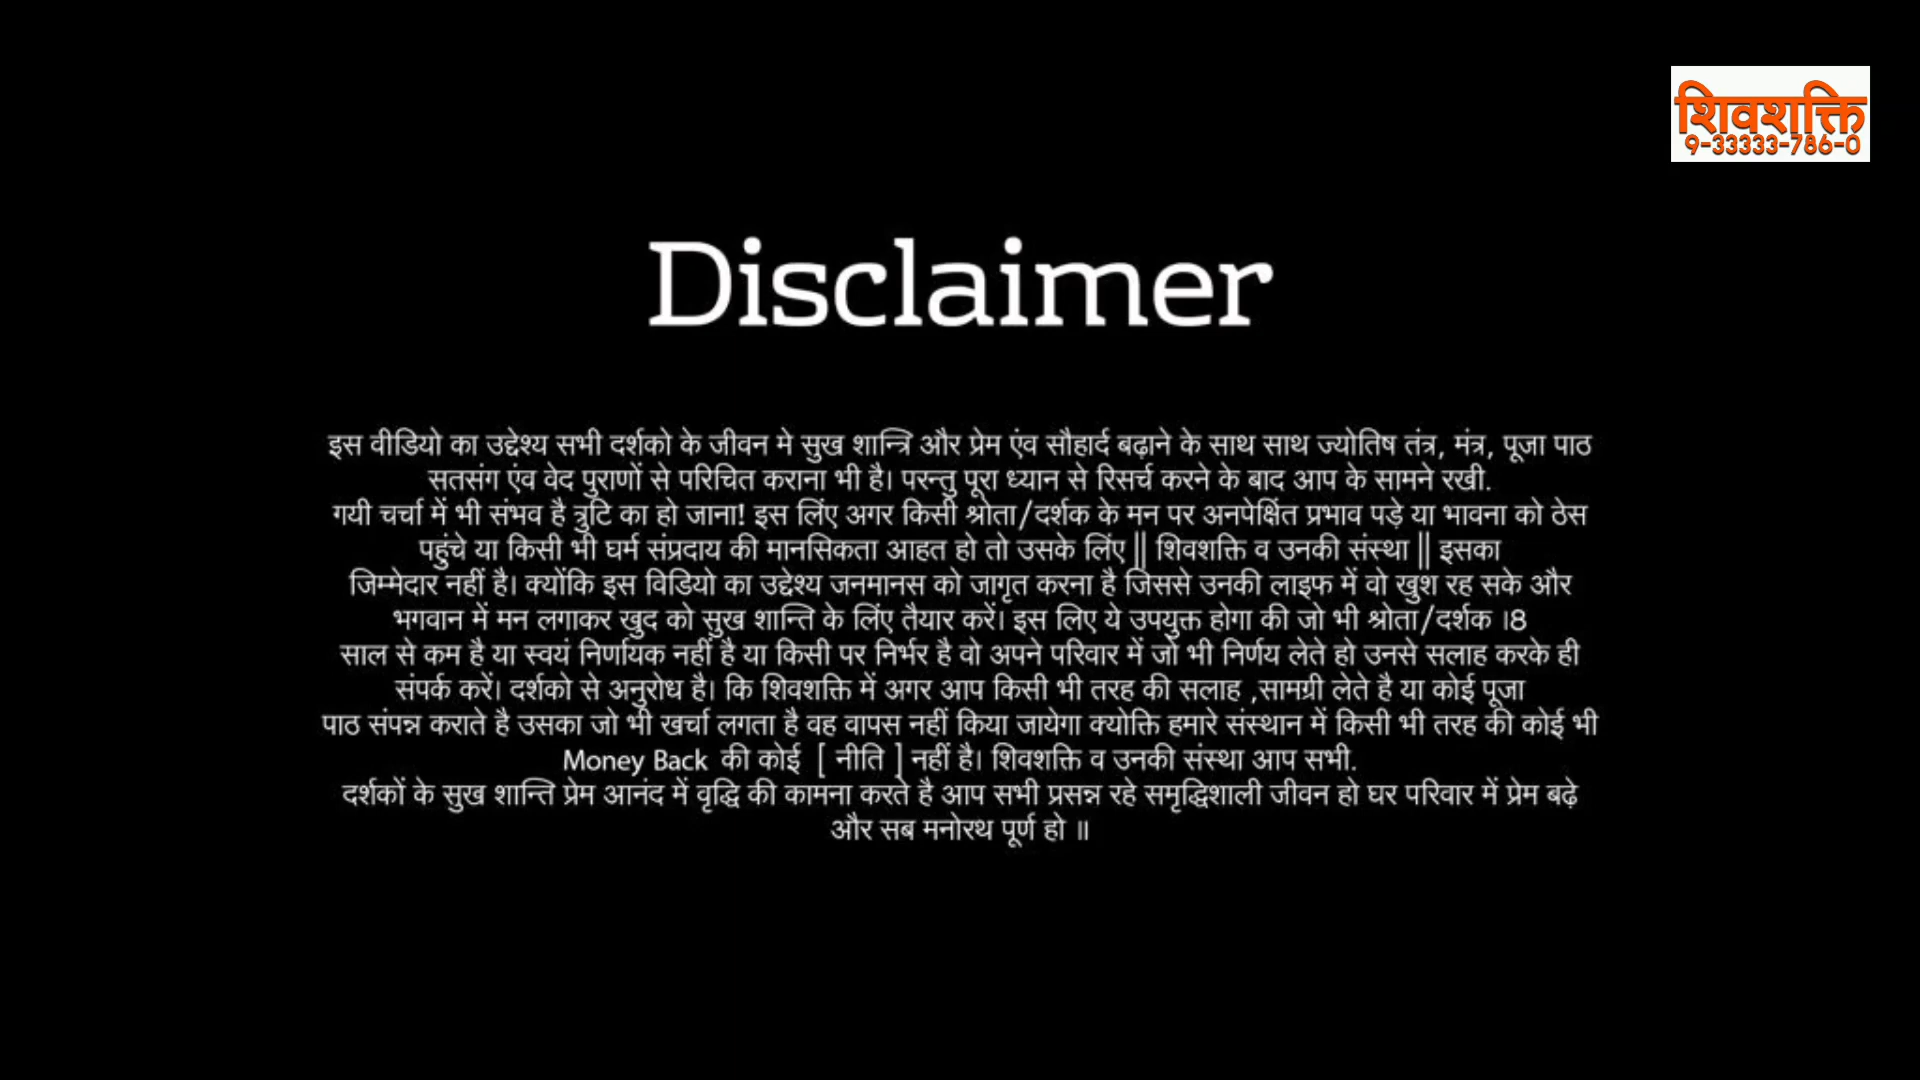 शिवशक्ति
9-33333-786-0
Disclaimer
इस वीडियो का उद्देश्य सभी दर्शको के जीवन मे सुख शान्त्रि और प्रेम एंव सौहार्द बढ़ाने के साथ साथ ज्योतिष तंत्र, मंत्र, पूजा पाठ
सतसंग एंव वेद पुराणों से परिचित कराना भी है। परन्तु पूरा ध्यान से रिसर्च करने के बाद आप के सामने रखी.
गयी चर्चा में भी संभव है त्रुटि का हो जाना! इस लिंए अगर किसी श्रोता/दर्शक के मन पर अनपेक्षिंत प्रभाव पड़े या भावना को ठेस
पहुंचे या किसी भी घर्म संप्रदाय की मानसिकता आहत हो तो उसके लिंए || शिवशक्ति व उनकी संस्था || इसका
जिम्मेदार नहीं है। क्योंकि इस विडियो का उद्देश्य जनमानस को जागृत करना है जिससे उनकी लाइफ में वो खुश रह सके और
भगवान में मन लगाकर खुद को सुख शान्ति के लिंए तैयार करें। इस लिए ये उपयुक्त होगा की जो भी श्रोता/दर्शक ।8
साल से कम है या स्वयं निर्णायक नहीं है या किसी पर निर्भर है वो अपने परिवार में जो भी निर्णय लेते हो उनसे सलाह करके ही
संपर्क करें। दर्शको से अनुरोध है। कि शिवशक्ति में अगर आप किसी भी तरह की सलाह ,सामग्री लेते है या कोई पूजा
पाठ संपन्न कराते है उसका जो भी खर्चा लगता है वह वापस नहीं किया जायेगा क्योक्ति हमारे संस्थान में किसी भी तरह की कोई भी
Money Back की कोई [ नीति ] नहीं है। शिवशक्ति व उनकी संस्था आप सभी.
दर्शकों के सुख शान्ति प्रेम आनंद में वृद्धि की कामना करते है आप सभी प्रसन्न रहे समृद्धिशाली जीवन हो घर परिवार में प्रेम बढ़े
और सब मनोरथ पूर्ण हो ॥